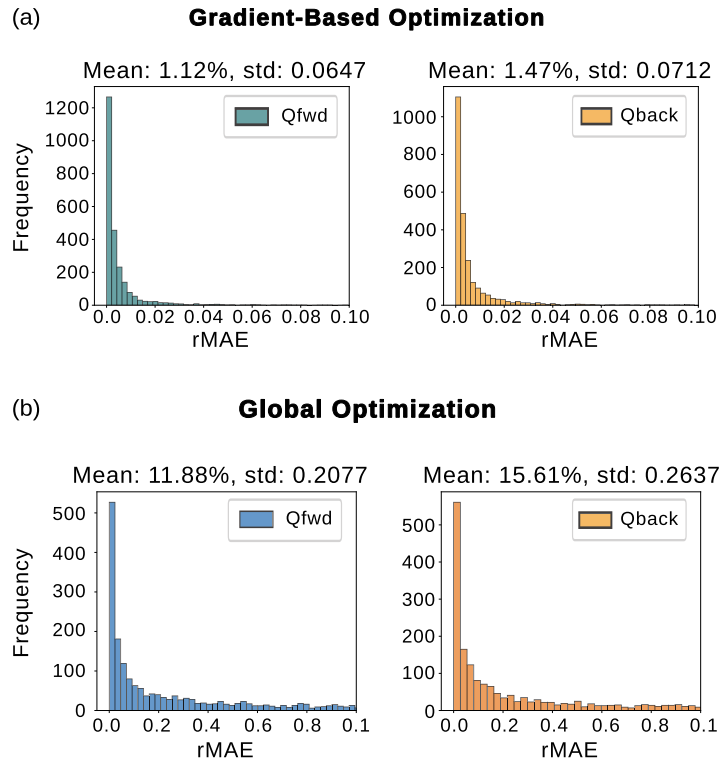 (a) Gradient-Based Optimization
Mean: 1.12%, std: 0.0647
1200
1000
800
600
400
200
0
Frequency
Qfwd
0.0 0.02 0.04 0.06 0.08 0.10
rMAE
Mean: 1.47%, std: 0.0712
1000
800
600
400
200
0
Qback
0.0 0.02 0.04 0.06 0.08 0.10
rMAE
(b) Global Optimization
Mean: 11.88%, std: 0.2077
500
400
300
200
100
0
Frequency
Qfwd
0.0 0.2 0.4 0.6 0.8 0.1
rMAE
Mean: 15.61%, std: 0.2637
500
400
300
200
100
0
Qback
0.0 0.2 0.4 0.6 0.8 0.1
rMAE